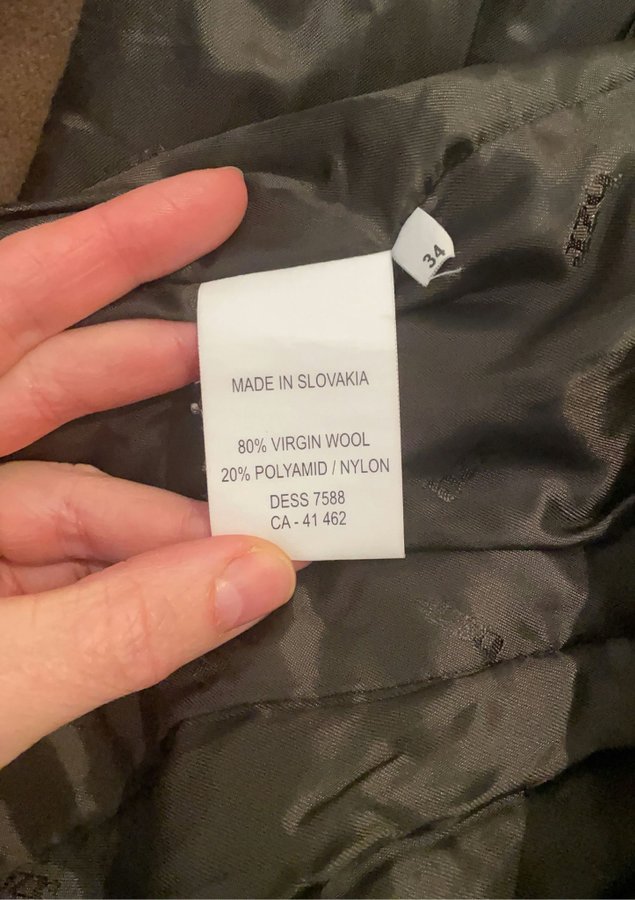 34
MADE IN SLOVAKIA
80% VIRGIN WOOL
20% POLYAMID / NYLON
DESS 7588
CA - 41 462